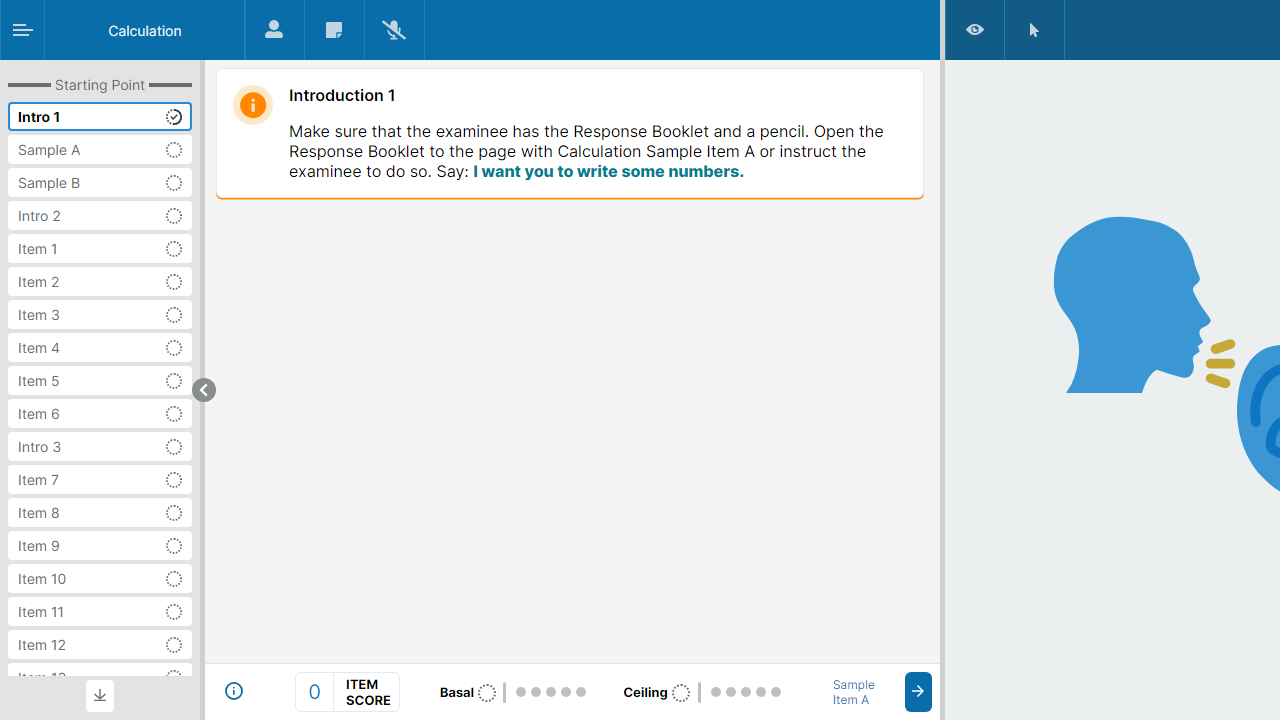 Calculation
Starting Point
Intro 1
Sample A
Sample B
Intro 2
Item 1
Item 2
Item 3
Item 4
Item 5
Item 6
Intro 3
Item 7
Item 8
Item 9
Item 10
Item 11
Item 12
Introduction 1
Make sure that the examinee has the Response Booklet and a pencil. Open the
Response Booklet to the page with Calculation Sample Item A or instruct the
examinee to do so. Say: I want you to write some numbers.
0
ITEM
SCORE
Basal
Ceiling
Sample
Item A